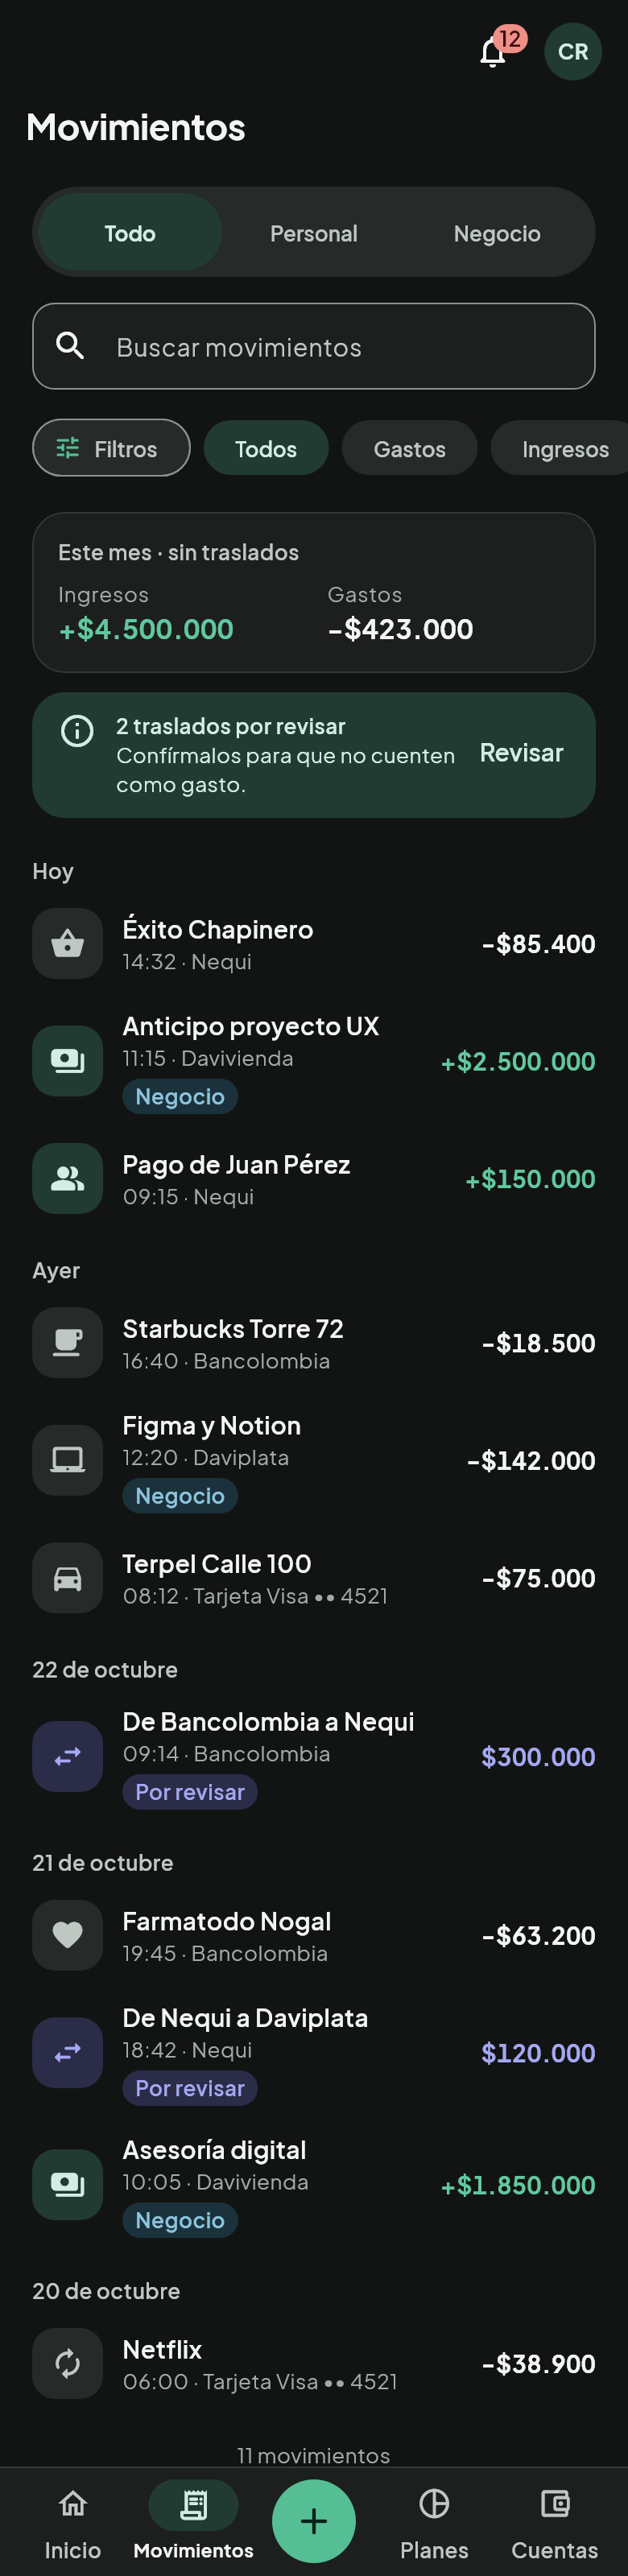 12
CR
Movimientos
Todo
Personal
Negocio
Buscar movimientos
Filtros
Todos
Gastos
Ingresos
Este mes · sin traslados
Ingresos
Gastos
+$4.500.000
-$423.000
2 traslados por revisar
Confírmalos para que no cuenten
como gasto.
Revisar
Hoy
Éxito Chapinero
14:32 · Nequi
-$85.400
Anticipo proyecto UX
11:15 · Davivienda
Negocio
+$2.500.000
Pago de Juan Pérez
09:15 · Nequi
+$150.000
Ayer
Starbucks Torre 72
16:40 · Bancolombia
-$18.500
Figma y Notion
12:20 · Daviplata
Negocio
-$142.000
Terpel Calle 100
08:12 · Tarjeta Visa •• 4521
-$75.000
22 de octubre
De Bancolombia a Nequi
09:14 · Bancolombia
Por revisar
$300.000
21 de octubre
Farmatodo Nogal
19:45 · Bancolombia
-$63.200
De Nequi a Daviplata
18:42 · Nequi
Por revisar
$120.000
Asesoría digital
10:05 · Davivienda
Negocio
+$1.850.000
20 de octubre
Netflix
06:00 · Tarjeta Visa •• 4521
-$38.900
11 movimientos
Inicio
Movimientos
Planes
Cuentas